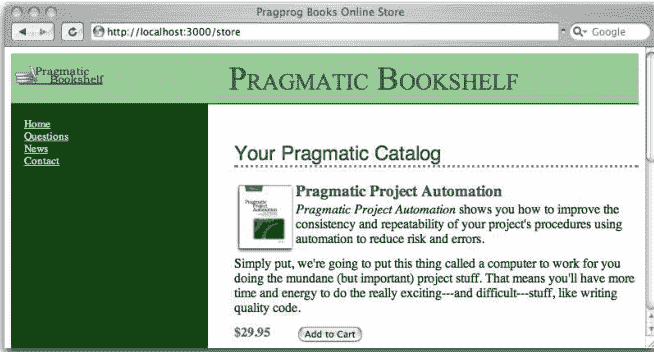 Pragprog Books Online Store
http://localhost:3000/store
Google
Pragmatic
Bookshelf
PRAGMATIC BOOKSHELF
Home
Questions
News
Contact
Your Pragmatic Catalog
Pragmatic
Project
Automation
Pragmatic Project Automation
Pragmatic Project Automation shows you how to improve the
consistency and repeatability of your project's procedures using
automation to reduce risk and errors.
Simply put, we're going to put this thing called a computer to work for you
doing the mundane (but important) project stuff. That means you'll have more
time and energy to do the really exciting---and difficult---stuff, like writing
quality code.
$29.95
Add to Cart